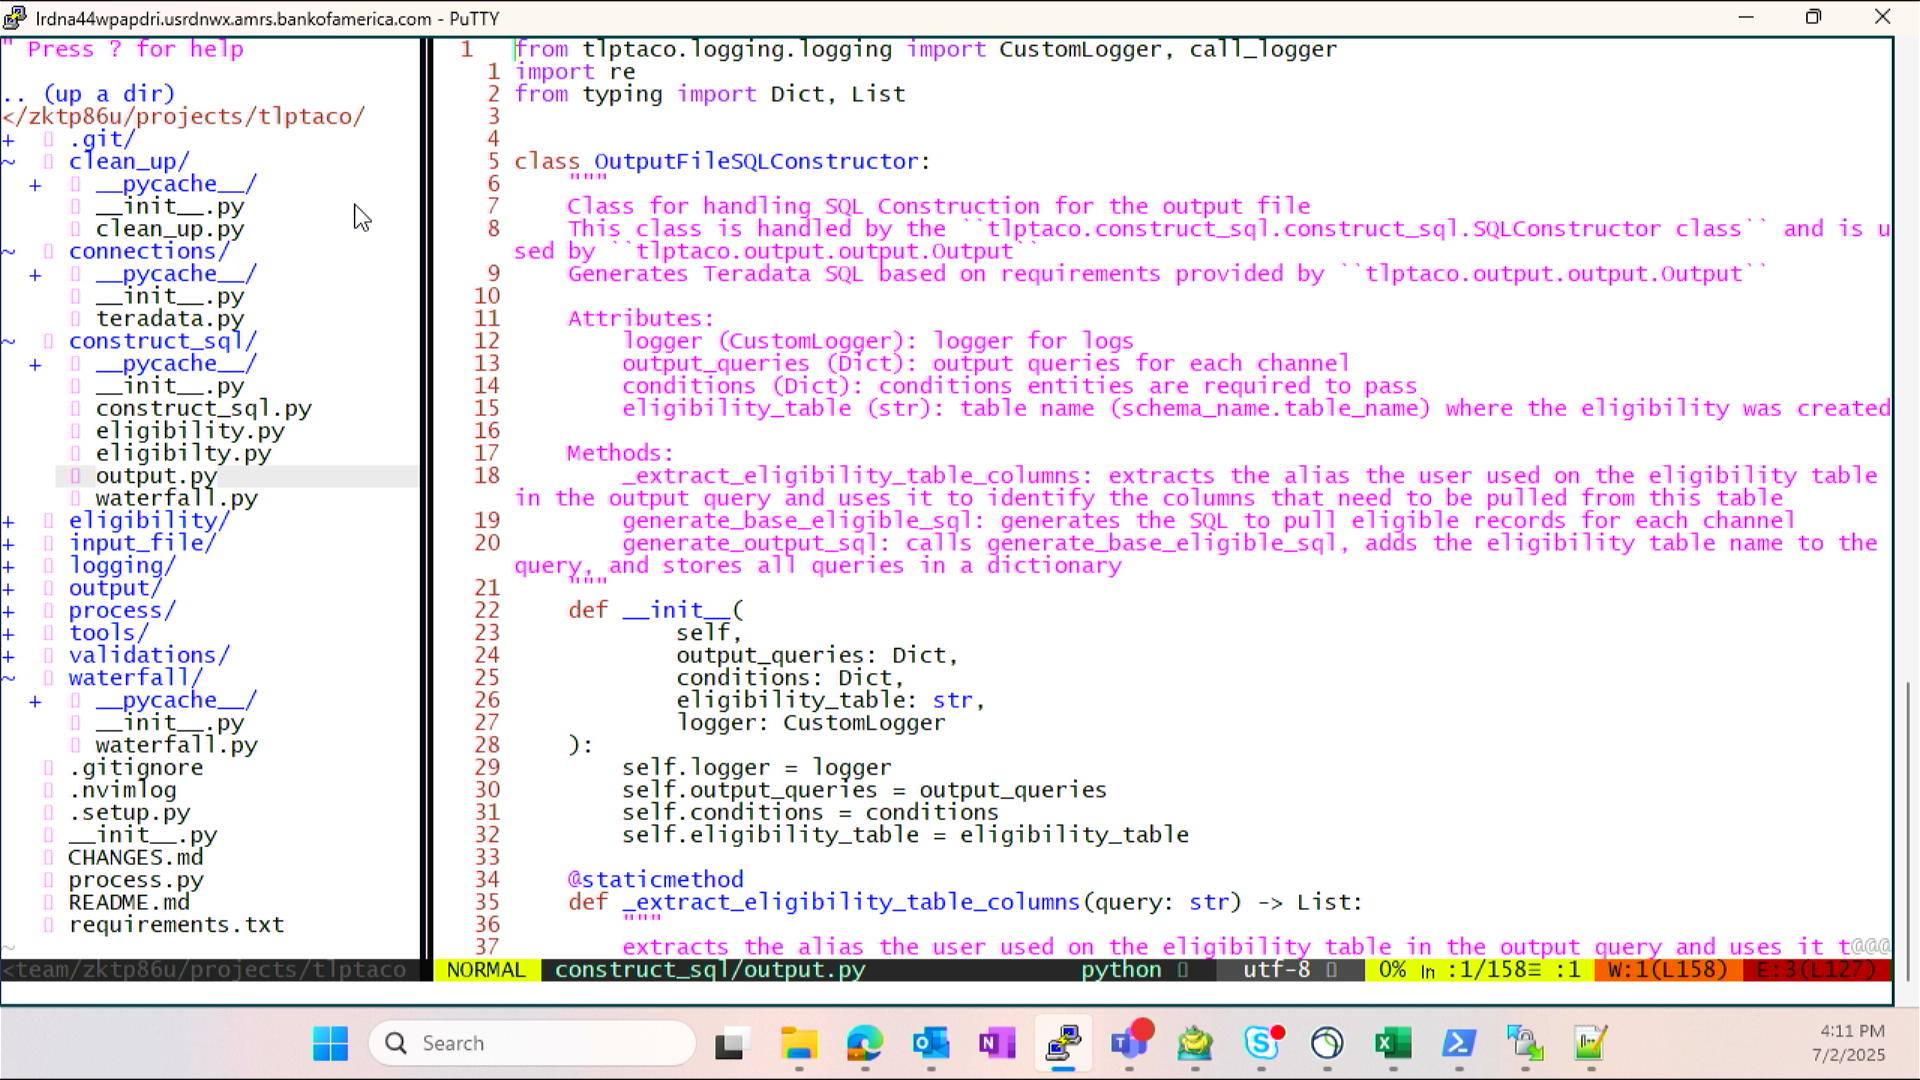 lrdna44wpapdri.usrdnwx.amrs.bankofamerica.com - PuTTY
" Press ? for help
.. (up a dir)
</zktp86u/projects/tlptaco/
+ .git/
~ clean_up/
+ __pycache__/
__init__.py
clean_up.py
~ connections/
+ __pycache__/
__init__.py
teradata.py
~ construct_sql/
+ __pycache__/
__init__.py
construct_sql.py
eligibility.py
eligibilty.py
output.py
waterfall.py
+ eligibility/
+ input_file/
+ logging/
+ output/
+ process/
+ tools/
+ validations/
~ waterfall/
+ __pycache__/
__init__.py
waterfall.py
.gitignore
.nvimlog
.setup.py
__init__.py
CHANGES.md
process.py
README.md
requirements.txt
~
<team/zktp86u/projects/tlptaco
1 from tlptaco.logging.logging import CustomLogger, call_logger
1 import re
2 from typing import Dict, List
3
4
5 class OutputFileSQLConstructor:
6 """
7 Class for handling SQL Construction for the output file
8 This class is handled by the ``tlptaco.construct_sql.construct_sql.SQLConstructor class`` and is u
sed by ``tlptaco.output.output.Output``
9 Generates Teradata SQL based on requirements provided by ``tlptaco.output.output.Output``
10
11 Attributes:
12 logger (CustomLogger): logger for logs
13 output_queries (Dict): output queries for each channel
14 conditions (Dict): conditions entities are required to pass
15 eligibility_table (str): table name (schema_name.table_name) where the eligibility was created
16
17 Methods:
18 _extract_eligibility_table_columns: extracts the alias the user used on the eligibility table
in the output query and uses it to identify the columns that need to be pulled from this table
19 generate_base_eligible_sql: generates the SQL to pull eligible records for each channel
20 generate_output_sql: calls generate_base_eligible_sql, adds the eligibility table name to the
query, and stores all queries in a dictionary
21 """
22 def __init__(
23 self,
24 output_queries: Dict,
25 conditions: Dict,
26 eligibility_table: str,
27 logger: CustomLogger
28 ):
29 self.logger = logger
30 self.output_queries = output_queries
31 self.conditions = conditions
32 self.eligibility_table = eligibility_table
33
34 @staticmethod
35 def _extract_eligibility_table_columns(query: str) -> List:
36 """
37 extracts the alias the user used on the eligibility table in the output query and uses it t@@@
NORMAL construct_sql/output.py python utf-8 0% ln :1/158≡ :1 W:1(L158) E:3(L127)
Search
4:11 PM
7/2/2025